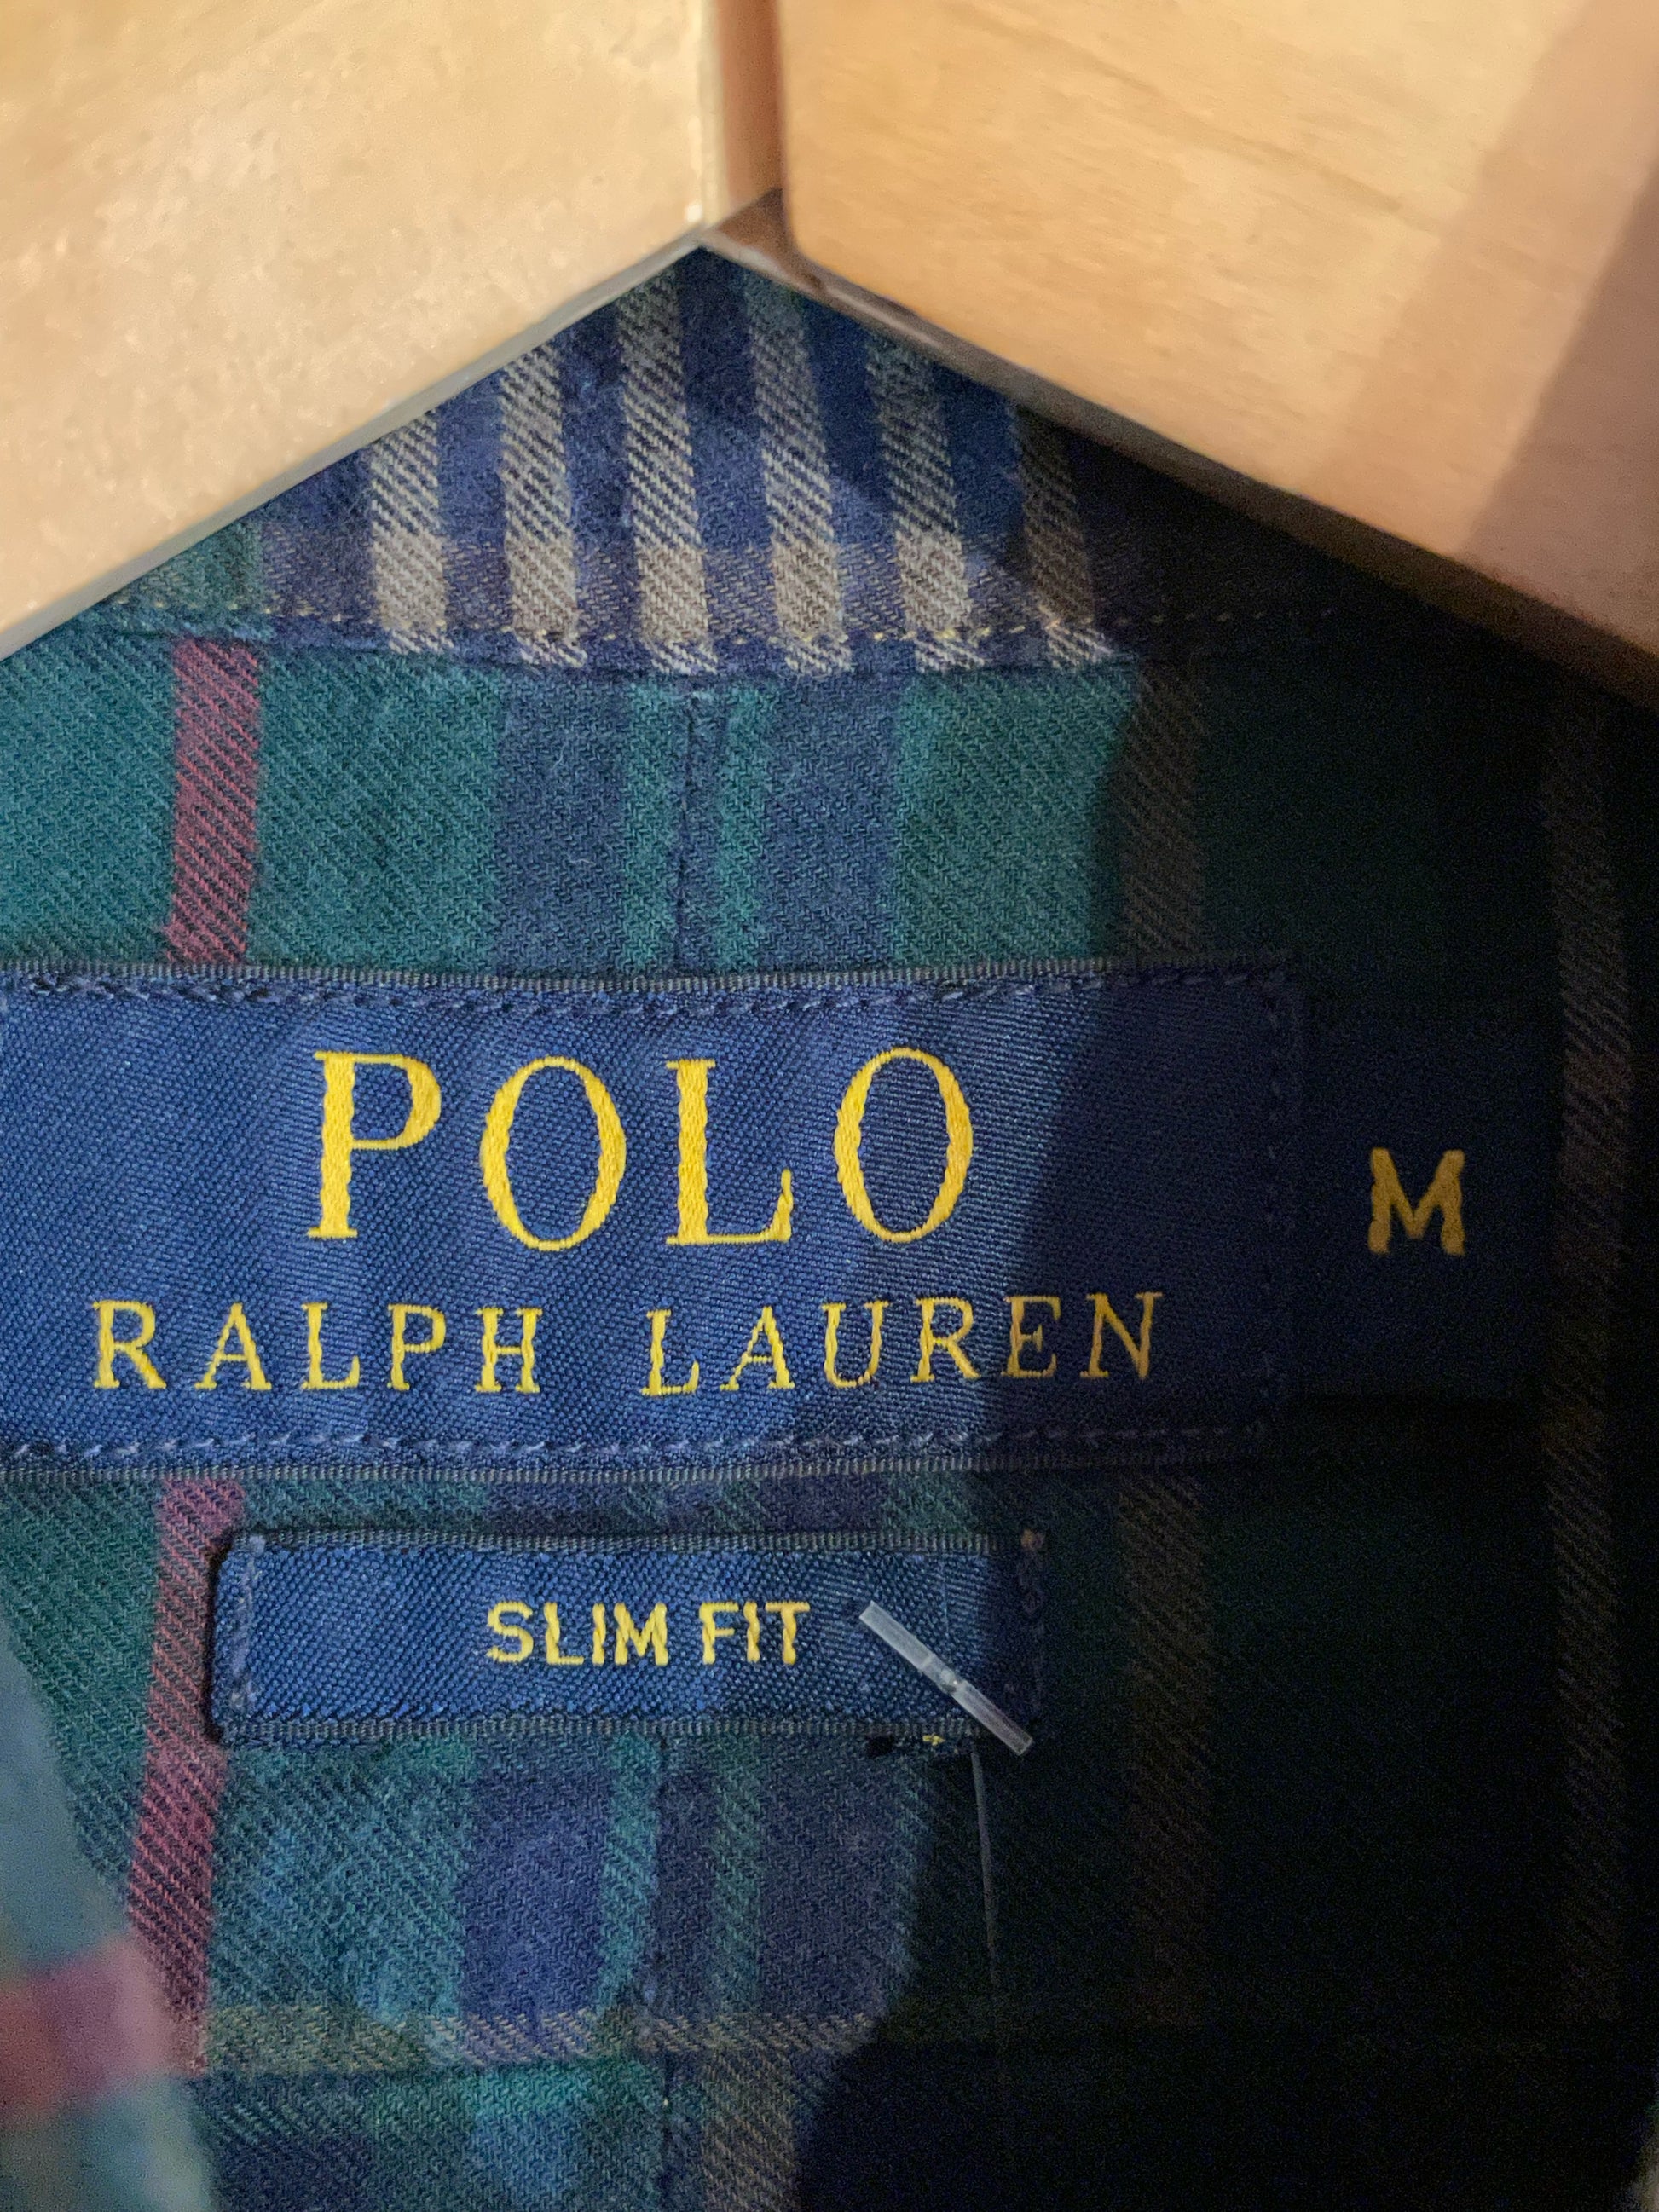 POLO
RALPH LAUREN
M
SLIM FIT